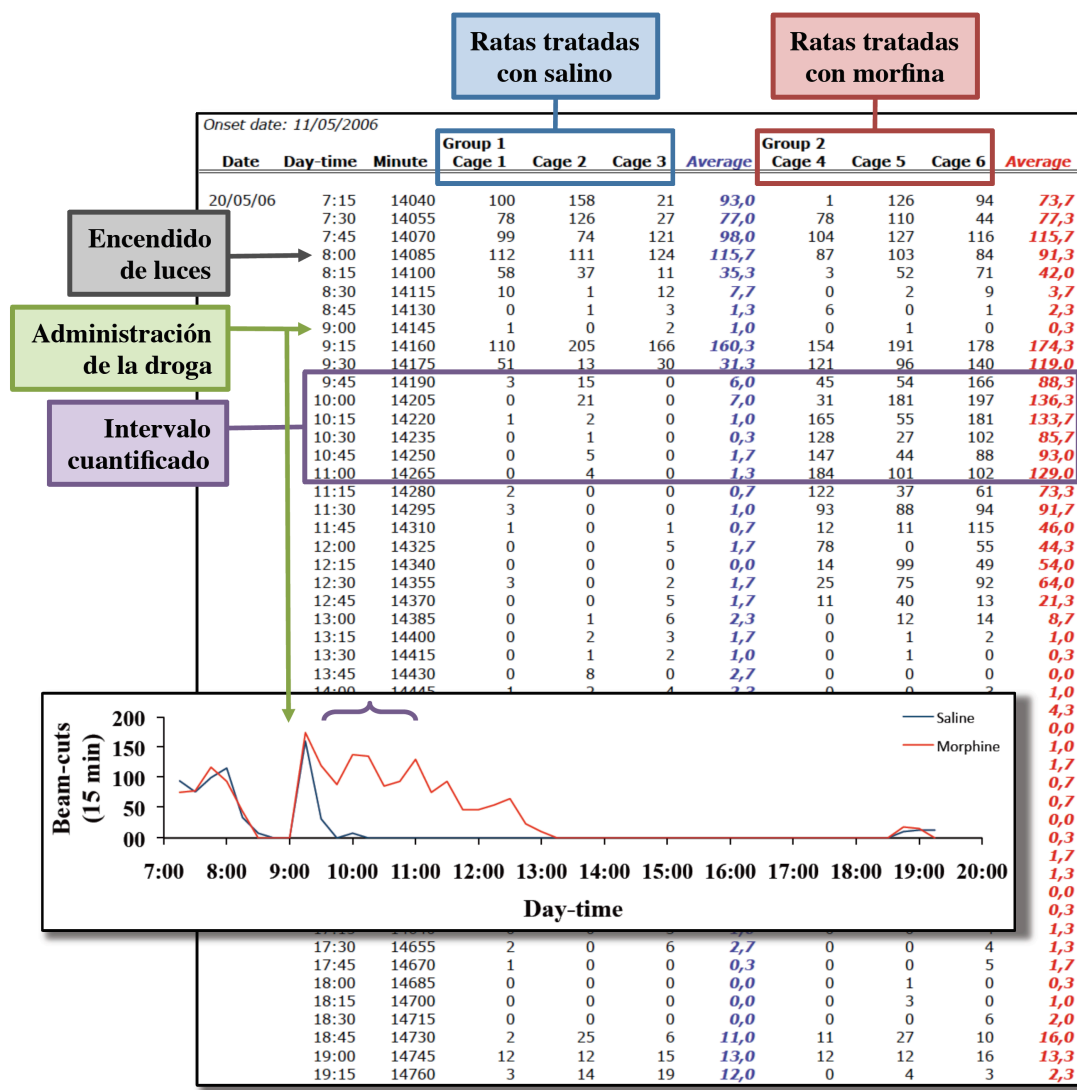 Ratas tratadas
con salino
Ratas tratadas
con morfina
Onset date: 11/05/2006
Group 1 Group 2
Date Day-time Minute Cage 1 Cage 2 Cage 3 Average Cage 4 Cage 5 Cage 6 Average
20/05/06 7:15 14040 100 158 21 93,0 1 126 94 73,7
7:30 14055 78 126 27 77,0 78 110 44 77,3
7:45 14070 99 74 121 98,0 104 127 116 115,7
8:00 14085 112 111 124 115,7 87 103 84 91,3
8:15 14100 58 37 11 35,3 3 52 71 42,0
8:30 14115 10 1 12 7,7 0 2 9 3,7
8:45 14130 0 1 3 1,3 6 0 1 2,3
9:00 14145 1 0 2 1,0 0 1 0 0,3
9:15 14160 110 205 166 160,3 154 191 178 174,3
9:30 14175 51 13 30 31,3 121 96 140 119,0
9:45 14190 3 15 0 6,0 45 54 166 88,3
10:00 14205 0 21 0 7,0 31 181 197 136,3
10:15 14220 1 2 0 1,0 165 55 181 133,7
10:30 14235 0 1 0 0,3 128 27 102 85,7
10:45 14250 0 5 0 1,7 147 44 88 93,0
11:00 14265 0 4 0 1,3 184 101 102 129,0
11:15 14280 2 0 0 0,7 122 37 61 73,3
11:30 14295 3 0 0 1,0 93 88 94 91,7
11:45 14310 1 0 1 0,7 12 11 115 46,0
12:00 14325 0 0 5 1,7 78 0 55 44,3
12:15 14340 0 0 0 0,0 14 99 49 54,0
12:30 14355 3 0 2 1,7 25 75 92 64,0
12:45 14370 0 0 5 1,7 11 40 13 21,3
13:00 14385 0 1 6 2,3 0 12 14 8,7
13:15 14400 0 2 3 1,7 0 1 2 1,0
13:30 14415 0 1 2 1,0 0 1 0 0,3
13:45 14430 0 8 0 2,7 0 0 0 0,0
14:00 14445 1 2 4 2,3 0 0 3 1,0
4,3
0,0
1,0
1,7
0,7
0,7
0,0
0,3
1,7
1,3
0,0
0,3
1,3
17:30 14655 2 0 6 2,7 0 0 4 1,3
17:45 14670 1 0 0 0,3 0 0 5 1,7
18:00 14685 0 0 0 0,0 0 1 0 0,3
18:15 14700 0 0 0 0,0 0 3 0 1,0
18:30 14715 0 0 0 0,0 0 0 6 2,0
18:45 14730 2 25 6 11,0 11 27 10 16,0
19:00 14745 12 12 15 13,0 12 12 16 13,3
19:15 14760 3 14 19 12,0 0 4 3 2,3
Encendido
de luces
Administración
de la droga
Intervalo
cuantificado
Beam-cuts
(15 min)
200
150
100
50
00
7:00 8:00 9:00 10:00 11:00 12:00 13:00 14:00 15:00 16:00 17:00 18:00 19:00 20:00
Day-time
Saline
Morphine